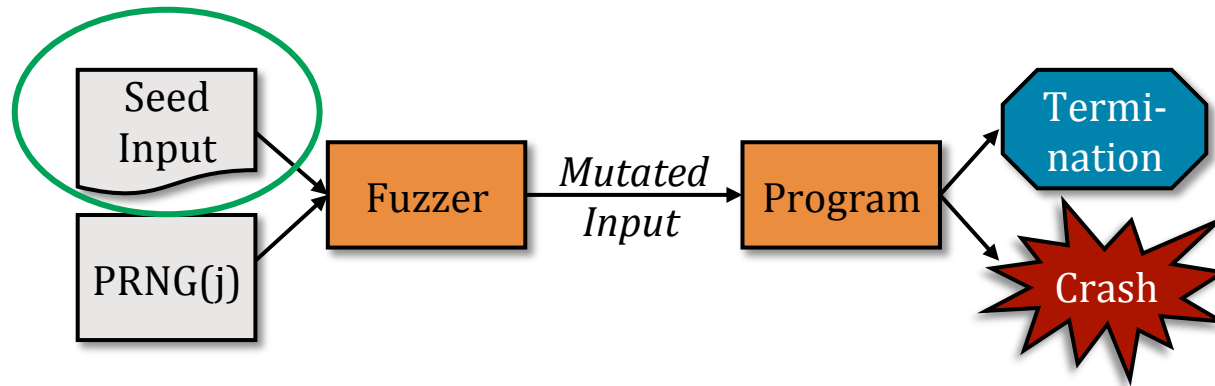 Seed
Input
PRNG(j)
Fuzzer
Mutated
Input
Program
Termi-
nation
Crash